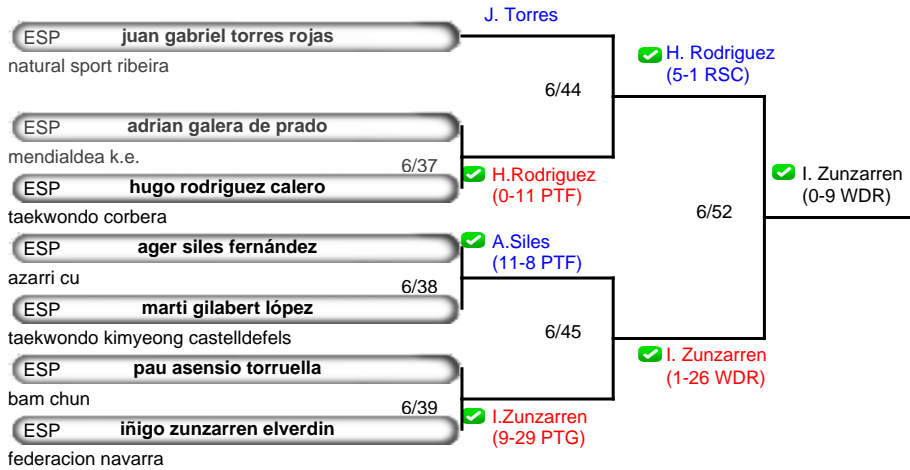 J. Torres
ESP juan gabriel torres rojas
natural sport ribeira
H. Rodriguez
(5-1 RSC)
6/44
ESP adrian galera de prado
mendialdea k.e.
6/37
H.Rodriguez
(0-11 PTF)
ESP hugo rodriguez calero
taekwondo corbera
I. Zunzarren
(0-9 WDR)
6/52
ESP ager siles fernández
azarri cu
A.Siles
(11-8 PTF)
6/38
ESP marti gilabert lópez
taekwondo kimyeong castelldefels
6/45
ESP pau asensio torruella
bam chun
I. Zunzarren
(1-26 WDR)
6/39
I.Zunzarren
(9-29 PTG)
ESP iñigo zunzarren elverdin
federacion navarra